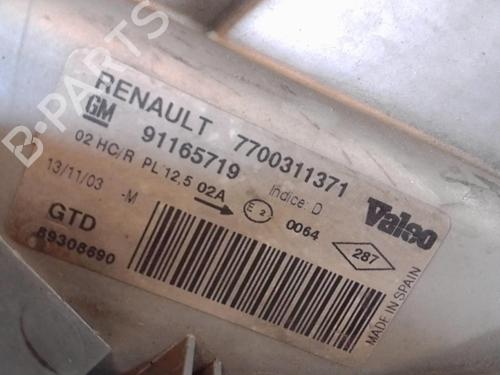 B-PARTS
RENAULT 7700311371
GM 91165719
02 HC/R PL 12,5 02A Indice: D
13/11/03 -M E2 0064 Valeo
GTD 287
89308690 MADE IN SPAIN